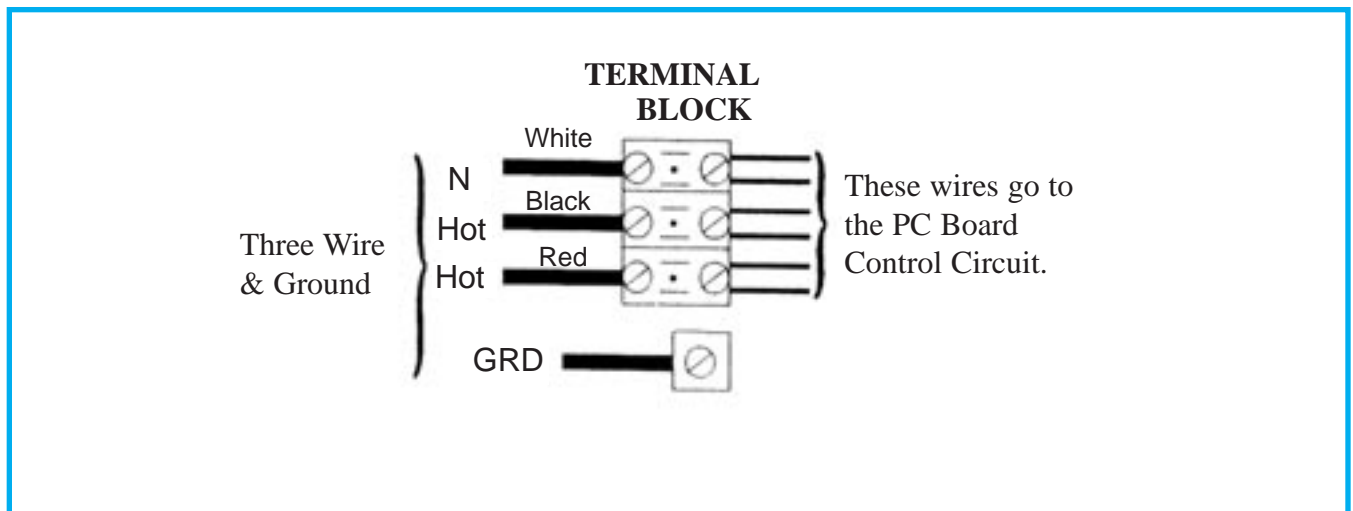 TERMINAL
BLOCK
White
N
Black
Hot
Red
Hot
Three Wire
& Ground
GRD
These wires go to
the PC Board
Control Circuit.